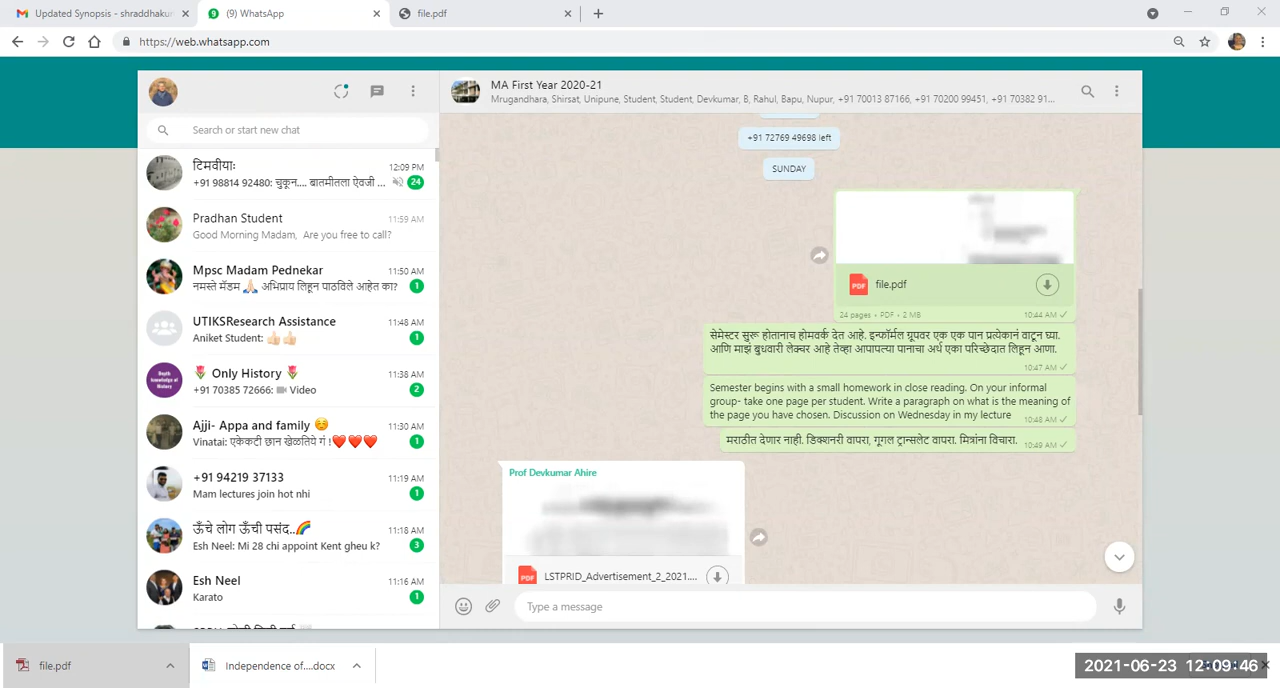 Updated Synopsis - shraddhakun
(9) WhatsApp
file.pdf
https://web.whatsapp.com
MA First Year 2020-21
Mrugandhara, Shirsat, Unipune, Student, Student, Devkumar, B, Rahul, Bapu, Nupur, +91 70013 87166, +91 70200 99451, +91 70382 91...
Search or start new chat
टिमवीयाः
12:09 PM
+91 98814 92480: चुकून.... बातमीतला ऐवजी ...
24
Pradhan Student
11:59 AM
Good Morning Madam, Are you free to call?
Mpsc Madam Pednekar
11:50 AM
नमस्ते मॅडम 🙏🏻 अभिप्राय लिहून पाठविले आहेत का?
1
UTIKSResearch Assistance
11:48 AM
Aniket Student: 👍🏻👍🏻
1
🌷 Only History 🌷
11:38 AM
+91 70385 72666: Video
2
Ajji- Appa and family ☺️
11:30 AM
Vinatai: एकेकटी छान खेळतिये गं !❤️❤️❤️
1
+91 94219 37133
11:19 AM
Mam lectures join hot nhi
1
ऊँचे लोग ऊँची पसंद..🌈
11:18 AM
Esh Neel: Mi 28 chi appoint Kent gheu k?
3
Esh Neel
11:16 AM
Karato
1
+91 72769 49698 left
SUNDAY
PDF
file.pdf
24 pages • PDF • 2 MB
10:44 AM
सेमेस्टर सुरू होतानाच होमवर्क देत आहे. इन्फॉर्मल ग्रूपवर एक एक पान प्रत्येकानं वाटून घ्या.
आणि माझं बुधवारी लेक्चर आहे तेव्हा आपापल्या पानाचा अर्थ एका परिच्छेदात लिहून आणा.
10:47 AM
Semester begins with a small homework in close reading. On your informal
group- take one page per student. Write a paragraph on what is the meaning of
the page you have chosen. Discussion on Wednesday in my lecture
10:48 AM
मराठीत देणार नाही. डिक्शनरी वापरा, गूगल ट्रान्सलेट वापरा. मित्रांना विचारा.
10:49 AM
Prof Devkumar Ahire
PDF
LSTPRID_Advertisement_2_2021....
Type a message
file.pdf
Independence of....docx
2021-06-23 12:09:46